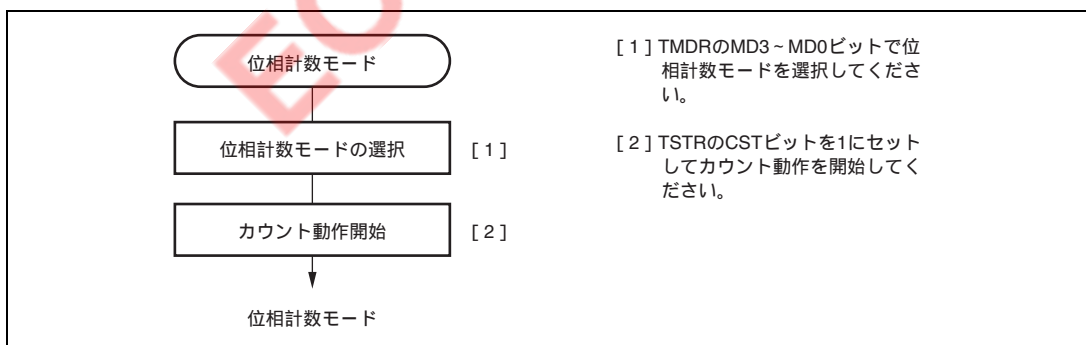 位相計数モード
位相計数モードの選択 [ 1 ]
カウント動作開始 [ 2 ]
位相計数モード
[ 1 ] TMDRのMD3~MD0ビットで位
相計数モードを選択してくださ
い。
[ 2 ] TSTRのCSTビットを1にセット
してカウント動作を開始してく
ださい。